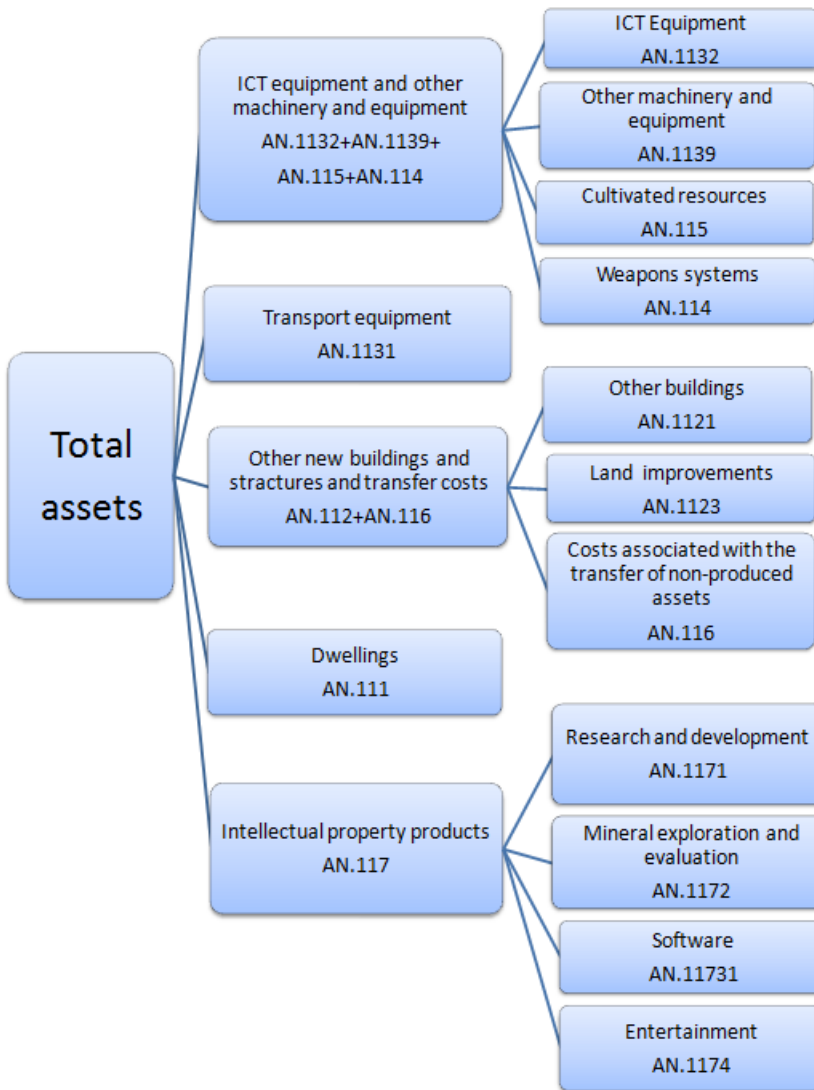 Total
assets
ICT equipment and other
machinery and equipment
AN.1132+AN.1139+
AN.115+AN.114
ICT Equipment
AN.1132
Other machinery and
equipment
AN.1139
Cultivated resources
AN.115
Weapons systems
AN.114
Transport equipment
AN.1131
Other new buildings and
stractures and transfer costs
AN.112+AN.116
Other buildings
AN.1121
Land improvements
AN.1123
Costs associated with the
transfer of non-produced
assets
AN.116
Dwellings
AN.111
Intellectual property products
AN.117
Research and development
AN.1171
Mineral exploration and
evaluation
AN.1172
Software
AN.11731
Entertainment
AN.1174